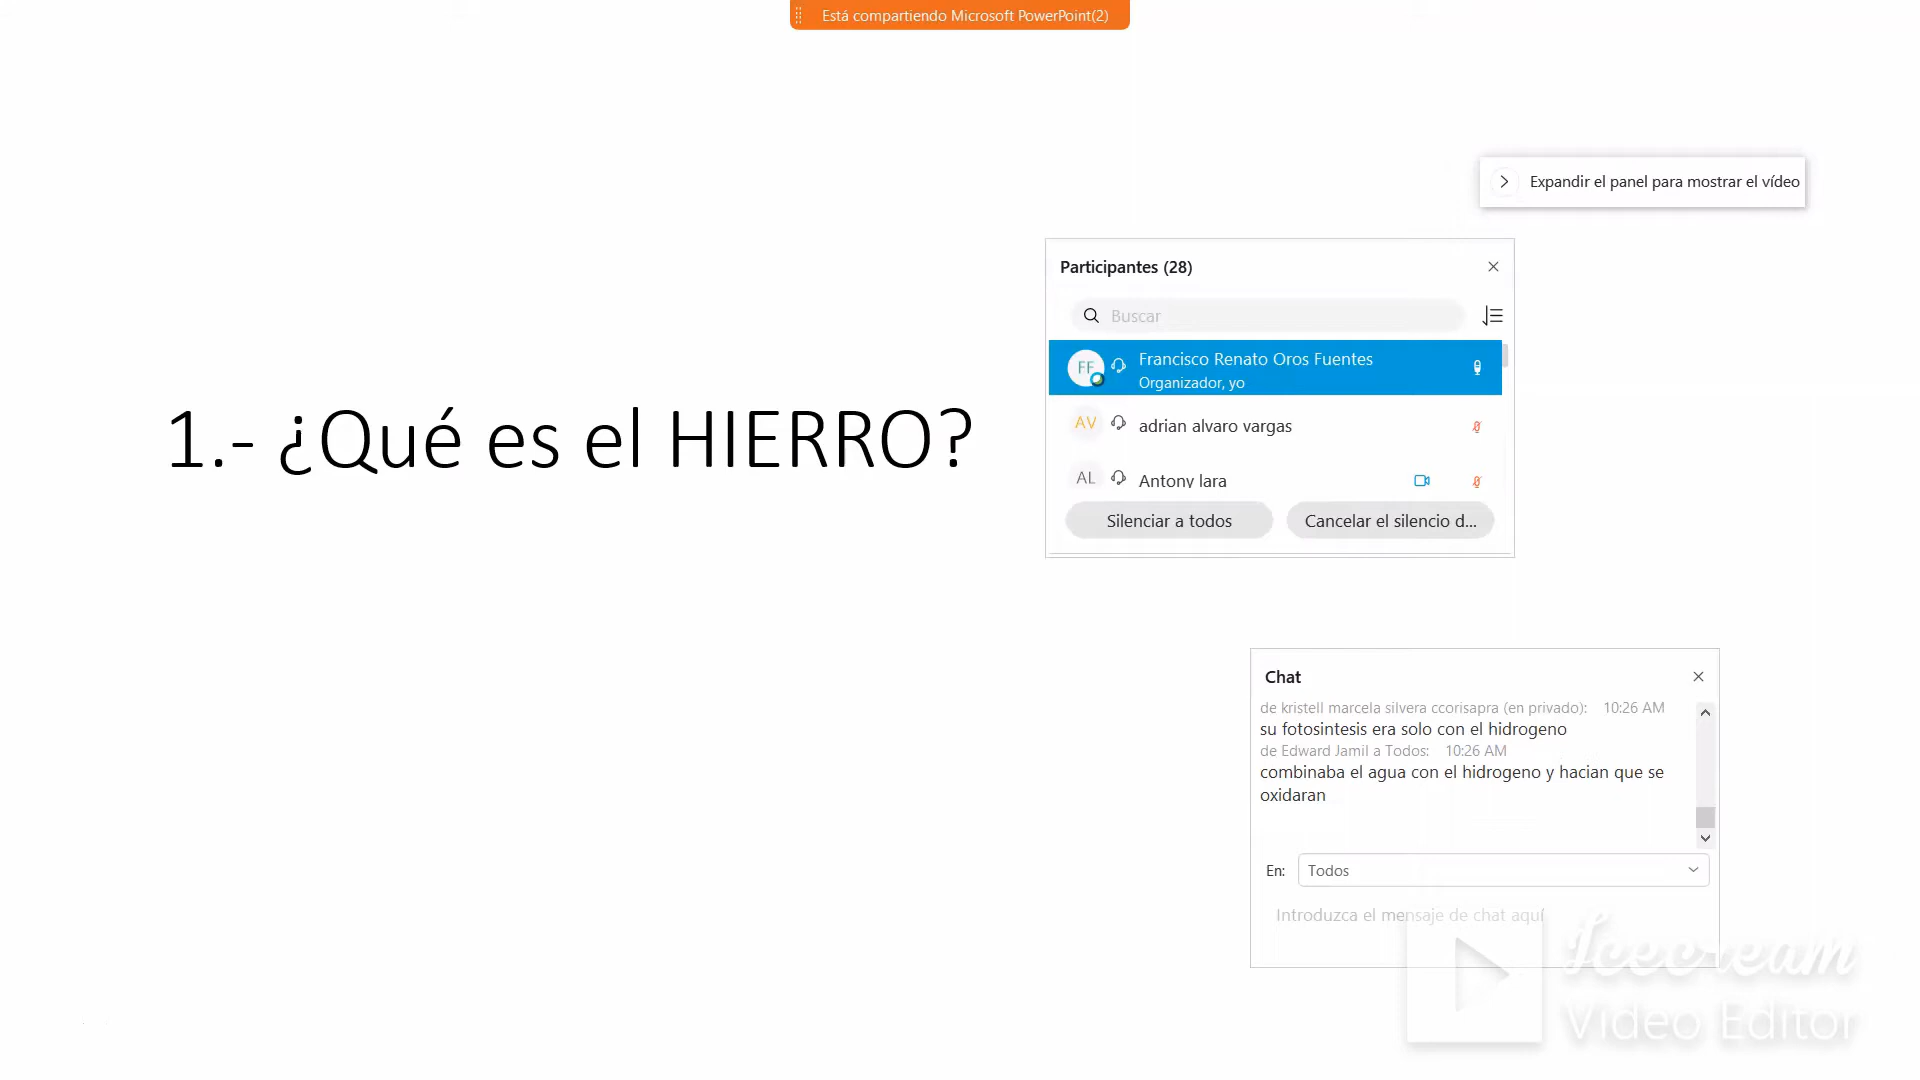 Está compartiendo Microsoft PowerPoint(2)
Expandir el panel para mostrar el vídeo
Participantes (28)
Buscar
FF
Francisco Renato Oros Fuentes
Organizador, yo
1.- ¿Qué es el HIERRO?
AV
adrian alvaro vargas
AL
Antony lara
Silenciar a todos
Cancelar el silencio d...
Chat
de kristell marcela silvera ccorisapra (en privado): 10:26 AM
su fotosintesis era solo con el hidrogeno
de Edward Jamil a Todos: 10:26 AM
combinaba el agua con el hidrogeno y hacian que se
oxidaran
En: Todos
Introduzca el mensaje de chat aquí
Icecream
Video Editor